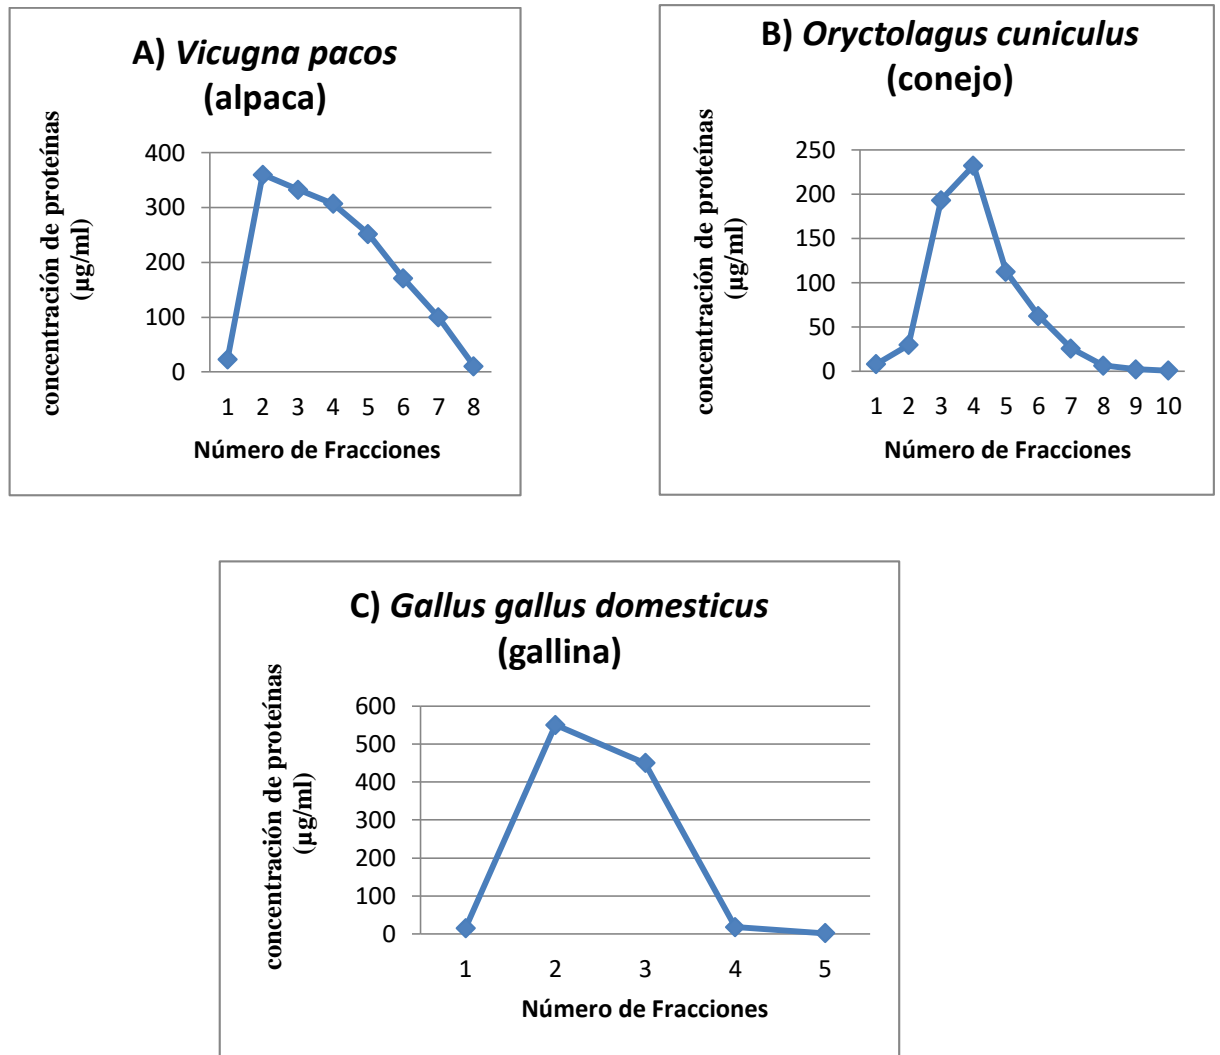 A) Vicugna pacos
(alpaca)
concentración de proteínas
(µg/ml)
400
300
200
100
0
1 2 3 4 5 6 7 8
Número de Fracciones
B) Oryctolagus cuniculus
(conejo)
concentración de proteínas
(µg/ml)
250
200
150
100
50
0
1 2 3 4 5 6 7 8 9 10
Número de Fracciones
C) Gallus gallus domesticus
(gallina)
concentración de proteínas
(µg/ml)
600
500
400
300
200
100
0
1 2 3 4 5
Número de Fracciones